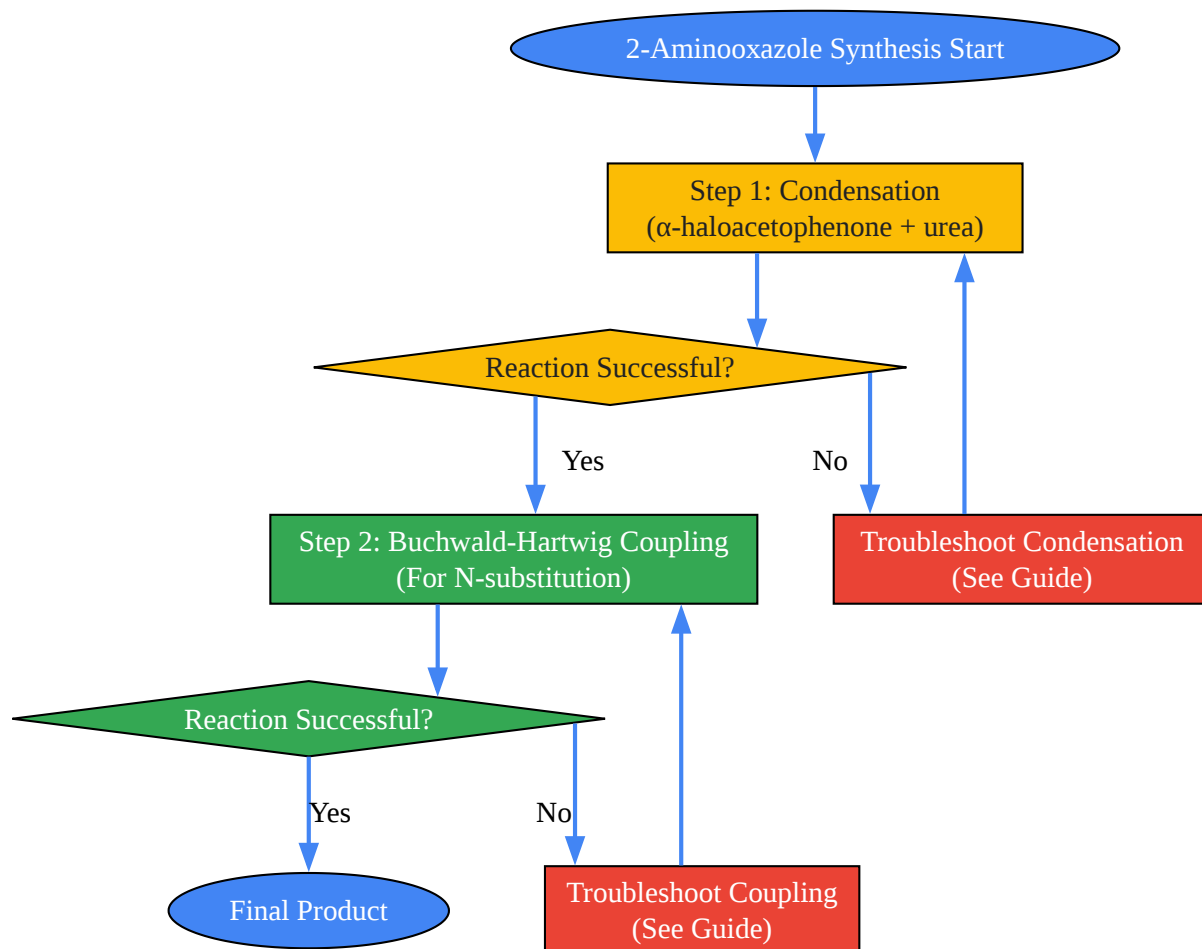 2-Aminooxazole Synthesis Start
Step 1: Condensation
(α-haloacetophenone + urea)
Reaction Successful?
Yes
No
Step 2: Buchwald-Hartwig Coupling
(For N-substitution)
Troubleshoot Condensation
(See Guide)
Reaction Successful?
Yes
No
Final Product
Troubleshoot Coupling
(See Guide)